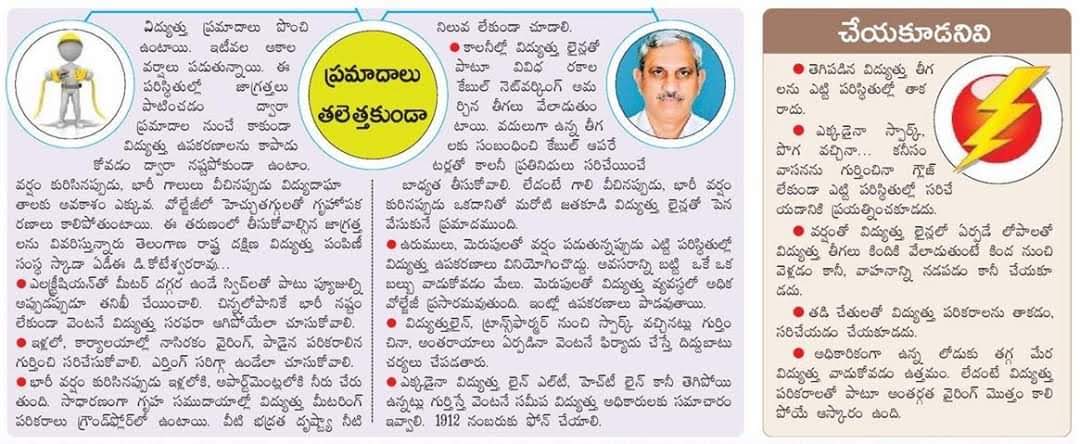 విద్యుత్తు ప్రమాదాలు పొంచి
ఉంటాయి. ఇటీవల అకాల
వర్షాలు పడుతున్నాయి. ఈ
పరిస్థితుల్లో జాగ్రత్తలు
పాటించడం ద్వారా
ప్రమాదాల నుంచే కాకుండా
విద్యుత్తు ఉపకరణాలను కాపాడు
కోవడం ద్వారా నష్టపోకుండా ఉంటాం.
వర్షం కురిసినప్పుడు, భారీ గాలులు వీచినప్పుడు విద్యుదాఘా
తాలకు అవకాశం ఎక్కువ. వోల్టేజీలో హెచ్చుతగ్గులతో గృహోపక
రణాలు కాలిపోతుంటాయి. ఈ తరుణంలో తీసుకోవాల్సిన జాగ్రత్త
లను వివరిస్తున్నారు తెలంగాణ రాష్ట్ర దక్షిణ విద్యుత్తు పంపిణీ
సంస్థ స్కాడా ఏడీఈ డి.కోటేశ్వరరావు...
● ఎలక్ట్రీషియన్‌తో మీటర్ దగ్గర ఉండే స్విచ్‌లతో పాటు ఫ్యూజుల్ని
అప్పుడప్పుడూ తనిఖీ చేయించాలి. చిన్నలోపానికే భారీ నష్టం
లేకుండా వెంటనే విద్యుత్తు సరఫరా ఆగిపోయేలా చూసుకోవాలి.
● ఇళ్లలో, కార్యాలయాల్లో నాసిరకం వైరింగ్, పాడైన పరికరాలిన
గుర్తించి సరిచేసుకోవాలి. ఎర్తింగ్ సరిగ్గా ఉండేలా చూసుకోవాలి.
● భారీ వర్షం కురిసినప్పుడు ఇళ్లలోకి, అపార్ట్‌మెంట్లలోకి నీరు చేరు
తుంది. సాధారణంగా గృహ సముదాయాల్లో విద్యుత్తు మీటరింగ్
పరికరాలు గ్రౌండ్‌ఫ్లోర్‌లో ఉంటాయి. వీటి భద్రత దృష్ట్యా నీటి
ప్రమాదాలు
తలెత్తకుండా
నిలువ లేకుండా చూడాలి.
● కాలనీల్లో విద్యుత్తు లైన్లతో
పాటూ వివిధ రకాల
కేబుల్ నెట్‌వర్కింగ్ అమ
ర్చిన తీగలు వేలాడుతుం
టాయి. వదులుగా ఉన్న తీగ
లకు సంబంధించి కేబుల్ ఆపరే
టర్లతో కాలనీ ప్రతినిధులు సరిచేయించే
బాధ్యత తీసుకోవాలి. లేదంటే గాలి వీచినప్పుడు, భారీ వర్షం
కురినప్పుడు ఒకదానితో మరోటి జతకూడి విద్యుత్తు లైన్లతో పెన
వేసుకునే ప్రమాదముంది.
● ఉరుములు, మెరుపులతో వర్షం పడుతున్నప్పుడు ఎట్టి పరిస్థితుల్లో
విద్యుత్తు ఉపకరణాలు వినియోగించొద్దు. అవసరాన్ని బట్టి ఒకే ఒక
బల్బు వాడుకోవడం మేలు. మెరుపులతో విద్యుత్తు వ్యవస్థలో అధిక
వోల్టేజీ ప్రసారమవుతుంది. ఇంట్లో ఉపకరణాలు పాడవుతాయి.
● విద్యుత్తులైన్, ట్రాన్స్‌ఫార్మర్ నుంచి స్పార్క్ వచ్చినట్లు గుర్తిం
చినా, అంతరాయాలు ఏర్పడినా వెంటనే ఫిర్యాదు చేస్తే దిద్దుబాటు
చర్యలు చేపడతారు.
● ఎక్కడైనా విద్యుత్తు లైన్ ఎల్‌టీ, హెచ్‌టీ లైన్ కానీ తెగిపోయి
ఉన్నట్లు గుర్తిస్తే వెంటనే సమీప విద్యుత్తు అధికారులకు సమాచారం
ఇవ్వాలి. 1912 నంబరుకు ఫోన్ చేయాలి.
చేయకూడనివి
● తెగిపడిన విద్యుత్తు తీగ
లను ఎట్టి పరిస్థితుల్లో తాక
రాదు.
● ఎక్కడైనా స్పార్క్,
పొగ వచ్చినా... కనీసం
వాసనను గుర్తించినా గ్లౌజ్
లేకుండా ఎట్టి పరిస్థితుల్లో సరిచే
యడానికి ప్రయత్నించకూడదు.
● వర్షంతో విద్యుత్తు లైన్లలో ఏర్పడే లోపాలతో
విద్యుత్తు తీగలు కిందికి వేలాడుతుంటే కింద నుంచి
వెళ్లడం కానీ, వాహనాన్ని నడపడం కానీ చేయకూ
డదు.
● తడి చేతులతో విద్యుత్తు పరికరాలను తాకడం,
సరిచేయడం చేయకూడదు.
● అధికారికంగా ఉన్న లోడుకు తగ్గ మేర
విద్యుత్తు వాడుకోవడం ఉత్తమం. లేదంటే విద్యుత్తు
పరికరాలతో పాటూ అంతర్గత వైరింగ్ మొత్తం కాలి
పోయే ఆస్కారం ఉంది.